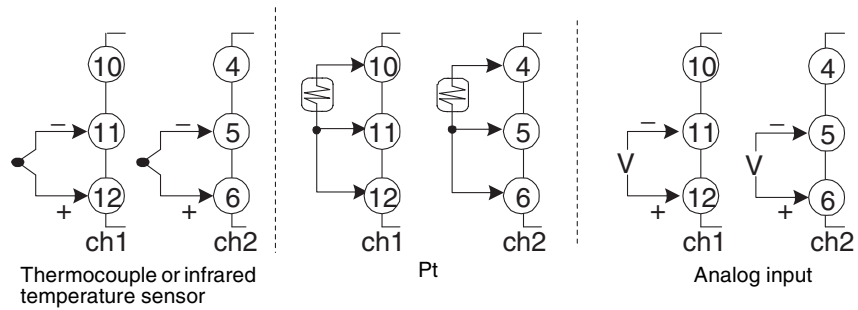 10 4 10 4 10 4
– – – –
11 5 11 5 11 5
V V
12 6 12 6 12 6
+ + + +
ch1 ch2 ch1 ch2 ch1 ch2
Thermocouple or infrared
temperature sensor
Pt
Analog input